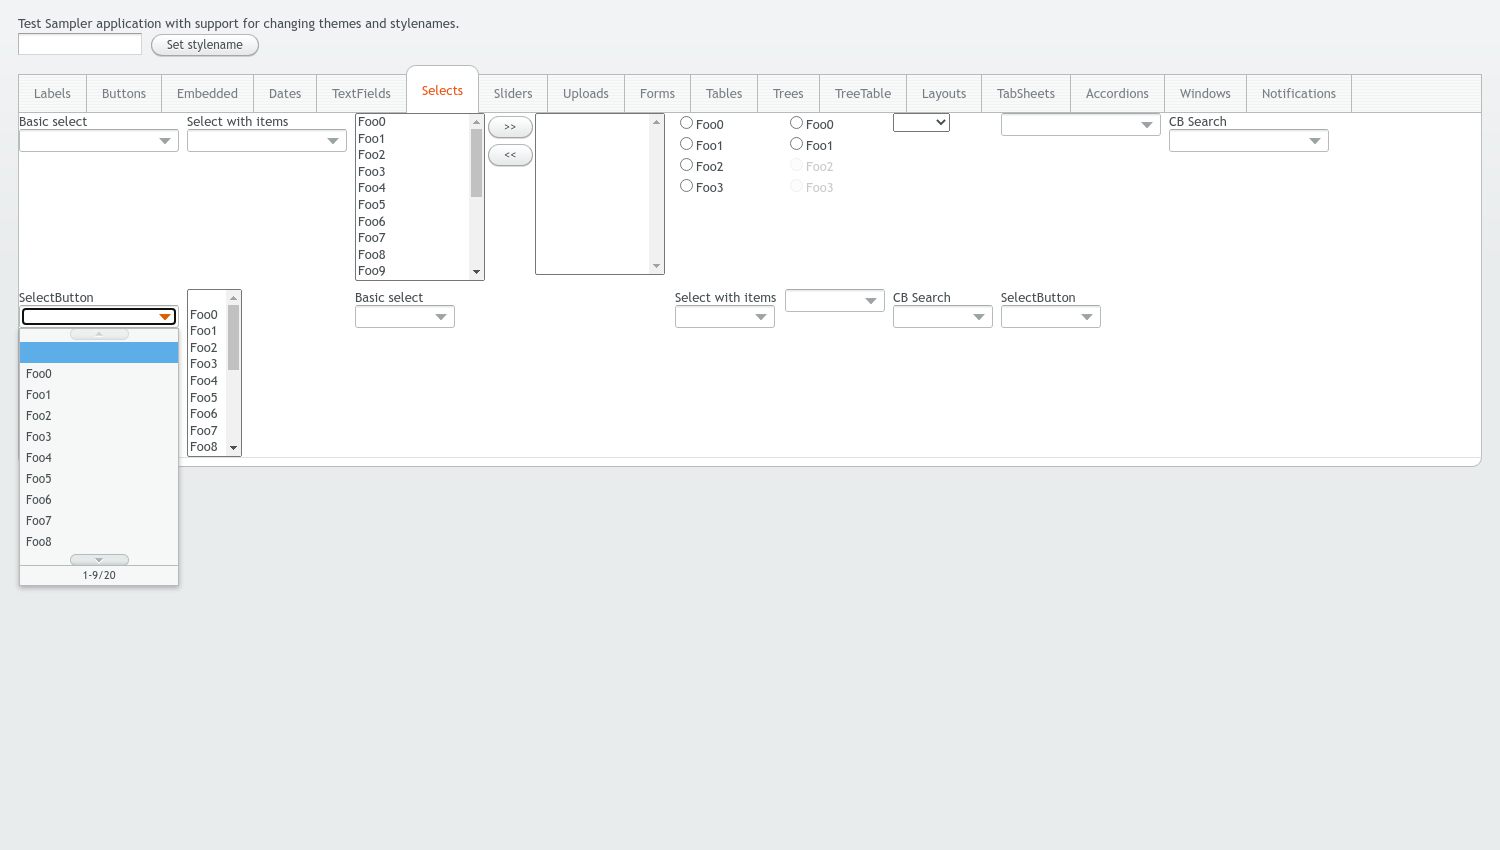 Test Sampler application with support for changing themes and stylenames.
Set stylename
Labels
Buttons
Embedded
Dates
TextFields
Selects
Sliders
Uploads
Forms
Tables
Trees
TreeTable
Layouts
TabSheets
Accordions
Windows
Notifications
Basic select
Select with items
Foo0
Foo1
Foo2
Foo3
Foo4
Foo5
Foo6
Foo7
Foo8
Foo9
>>
<<
Foo0
Foo1
Foo2
Foo3
Foo0
Foo1
Foo2
Foo3
CB Search
SelectButton
Foo0
Foo1
Foo2
Foo3
Foo4
Foo5
Foo6
Foo7
Foo8
1-9/20
Foo0
Foo1
Foo2
Foo3
Foo4
Foo5
Foo6
Foo7
Foo8
Basic select
Select with items
CB Search
SelectButton